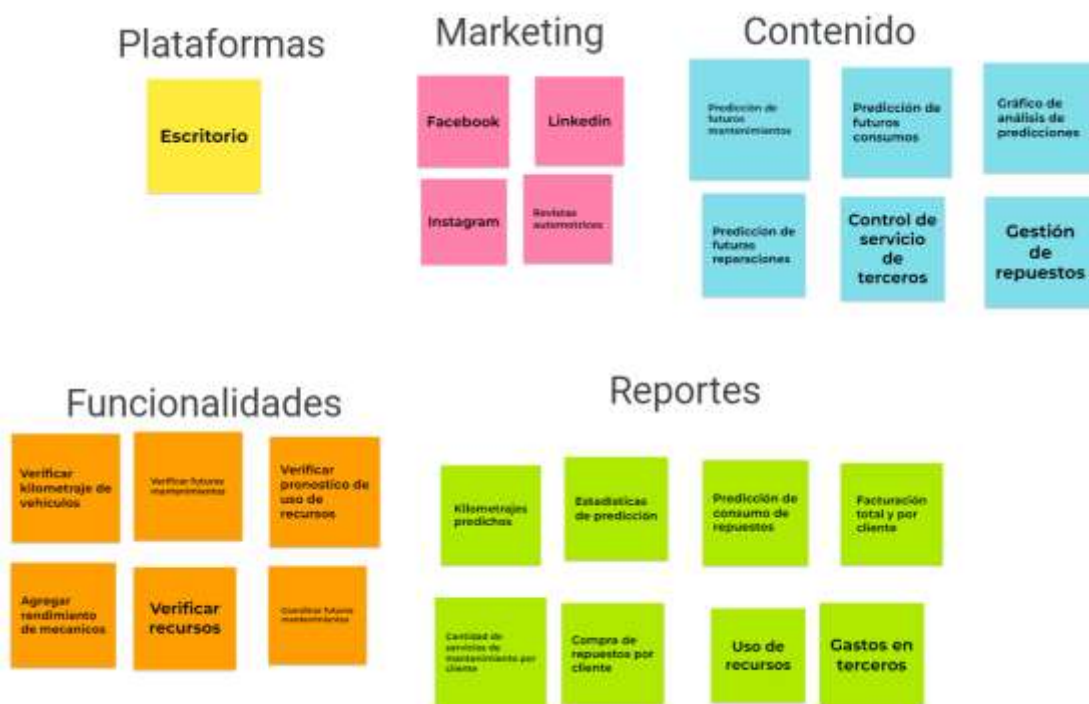 Plataformas
Escritorio
Marketing
Facebook
Linkedin
Instagram
Revistas
automotrices
Contenido
Predicción de
futuros
mantenimientos
Predicción de
futuros
consumos
Gráfico de
análisis de
predicciones
Predicción de
futuras
reparaciones
Control de
servicio
de
terceros
Gestión
de
repuestos
Funcionalidades
Verificar
kilometraje de
vehiculos
Verificar futuros
mantenimientos
Verificar
pronostico de
uso de
recursos
Agregar
rendimiento
de mecanicos
Verificar
recursos
futuros
mantenimientos
Reportes
Kilometrajes
predichos
Estadísticas
de predicción
Predicción de
consumo de
repuestos
Facturación
total y por
cliente
Cantidad de
servicios de
mantenimiento por
cliente
Compra de
repuestos por
cliente
Uso de
recursos
Gastos en
terceros